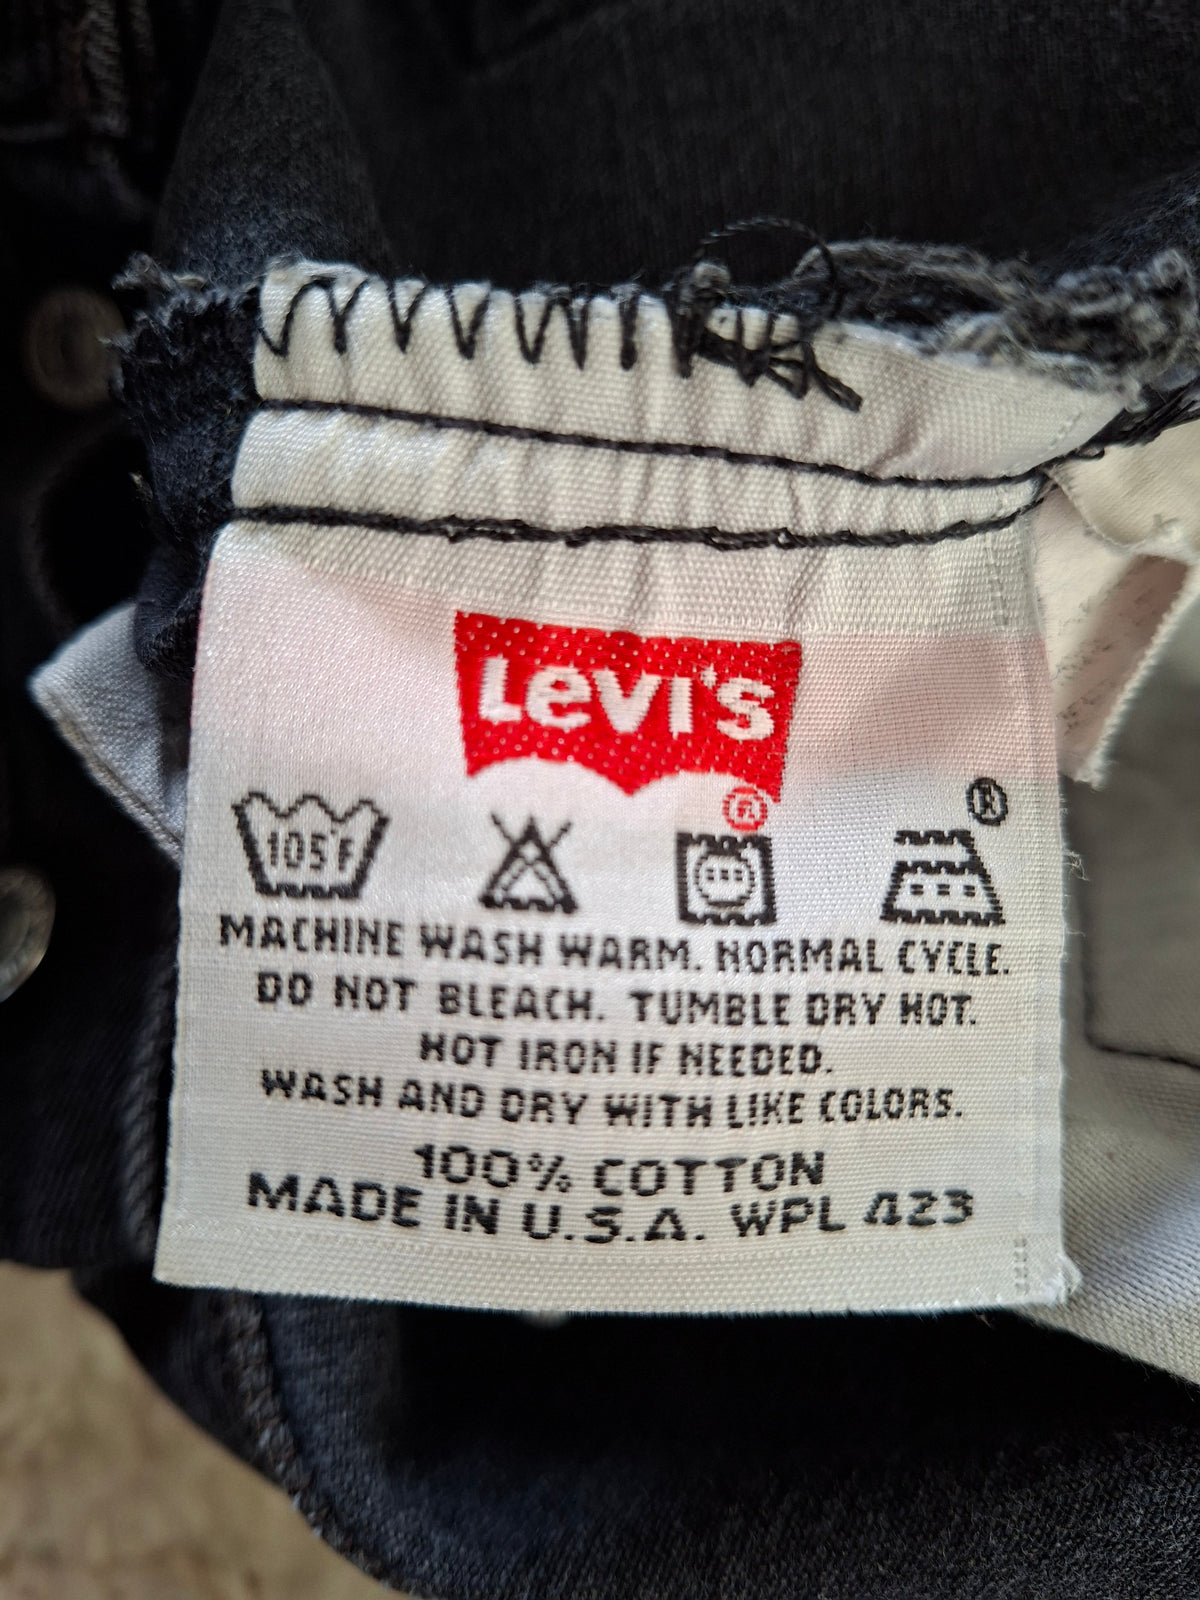 Levi's
®
®
105°F
MACHINE WASH WARM. NORMAL CYCLE.
DO NOT BLEACH. TUMBLE DRY HOT.
HOT IRON IF NEEDED.
WASH AND DRY WITH LIKE COLORS.
100% COTTON
MADE IN U.S.A. WPL 423